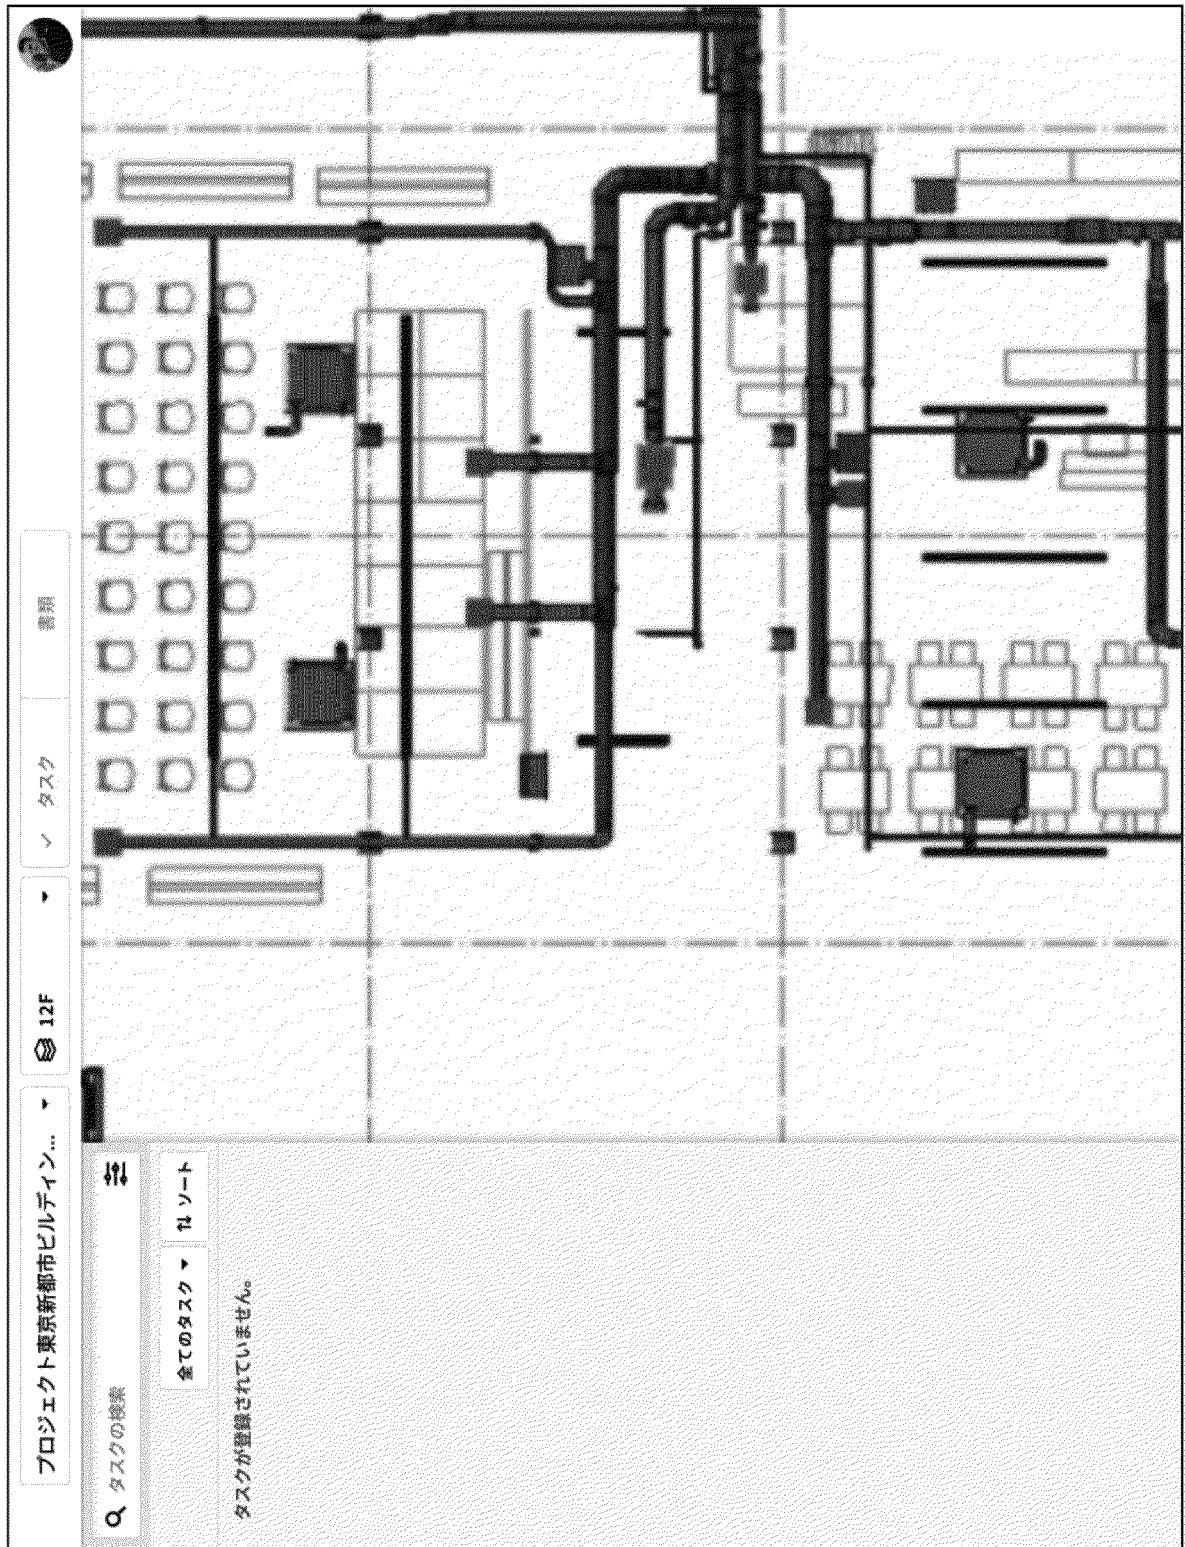 プロジェクト東京新都市ビルディン...
12F
タスク
書類
タスクの検索
全てのタスク
ソート
タスクが登録されていません。